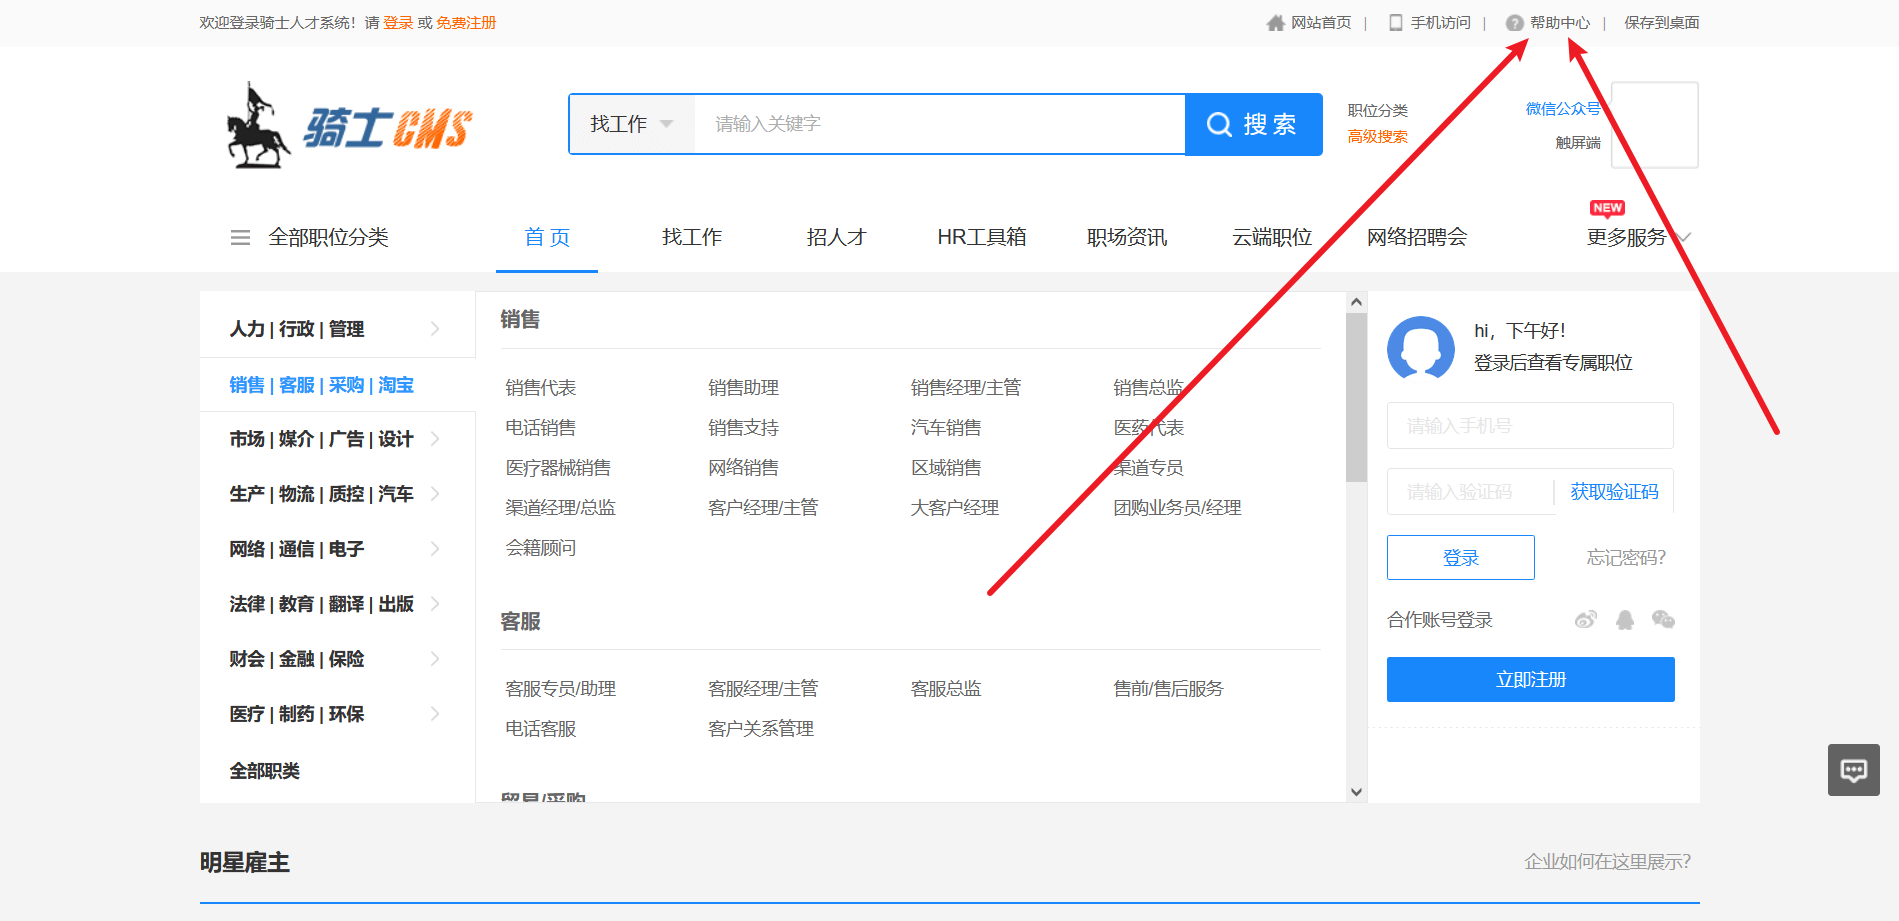 欢迎登录骑士人才系统！请 登录 或 免费注册
网站首页 | 手机访问 | 帮助中心 | 保存到桌面
骑士CMS
找工作 请输入关键字 搜索
职位分类
高级搜索
微信公众号
触屏端
全部职位分类 首页 找工作 招人才 HR工具箱 职场资讯 云端职位 网络招聘会 更多服务
NEW
人力 | 行政 | 管理
销售 | 客服 | 采购 | 淘宝
市场 | 媒介 | 广告 | 设计
生产 | 物流 | 质控 | 汽车
网络 | 通信 | 电子
法律 | 教育 | 翻译 | 出版
财会 | 金融 | 保险
医疗 | 制药 | 环保
全部职类
销售
销售代表 销售助理 销售经理/主管 销售总监
电话销售 销售支持 汽车销售 医药代表
医疗器械销售 网络销售 区域销售 渠道专员
渠道经理/总监 客户经理/主管 大客户经理 团购业务员/经理
会籍顾问
客服
客服专员/助理 客服经理/主管 客服总监 售前/售后服务
电话客服 客户关系管理
贸易/采购
hi，下午好！
登录后查看专属职位
请输入手机号
请输入验证码 获取验证码
登录 忘记密码?
合作账号登录
立即注册
明星雇主
企业如何在这里展示?